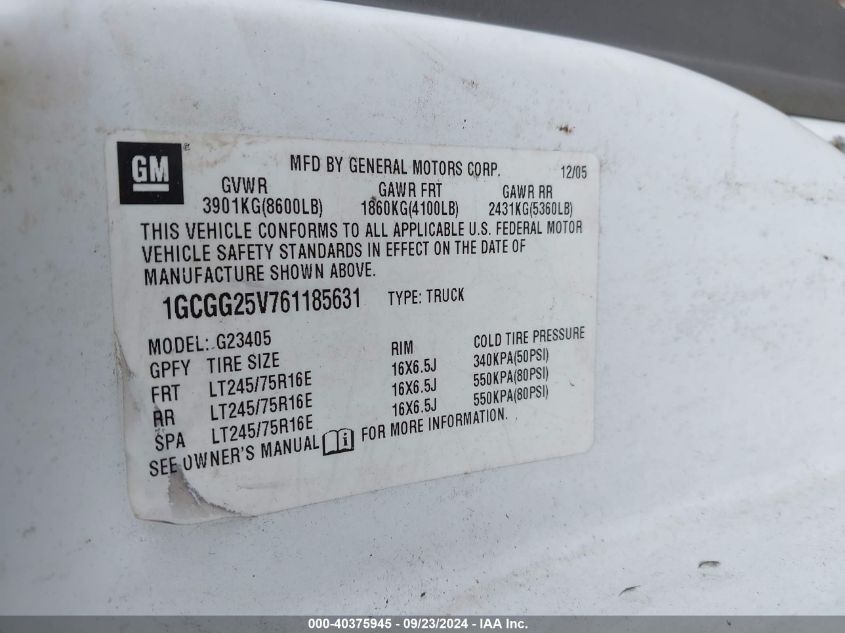 GM ®
MFD BY GENERAL MOTORS CORP. 12/05
GVWR GAWR FRT GAWR RR
3901KG(8600LB) 1860KG(4100LB) 2431KG(5360LB)
THIS VEHICLE CONFORMS TO ALL APPLICABLE U.S. FEDERAL MOTOR
VEHICLE SAFETY STANDARDS IN EFFECT ON THE DATE OF
MANUFACTURE SHOWN ABOVE.
1GCGG25V761185631 TYPE: TRUCK
MODEL: G23405
GPFY TIRE SIZE RIM COLD TIRE PRESSURE
FRT LT245/75R16E 16X6.5J 340KPA(50PSI)
RR LT245/75R16E 16X6.5J 550KPA(80PSI)
SPA LT245/75R16E 16X6.5J 550KPA(80PSI)
SEE OWNER'S MANUAL i FOR MORE INFORMATION.
000-40375945 - 09/23/2024 - IAA Inc.